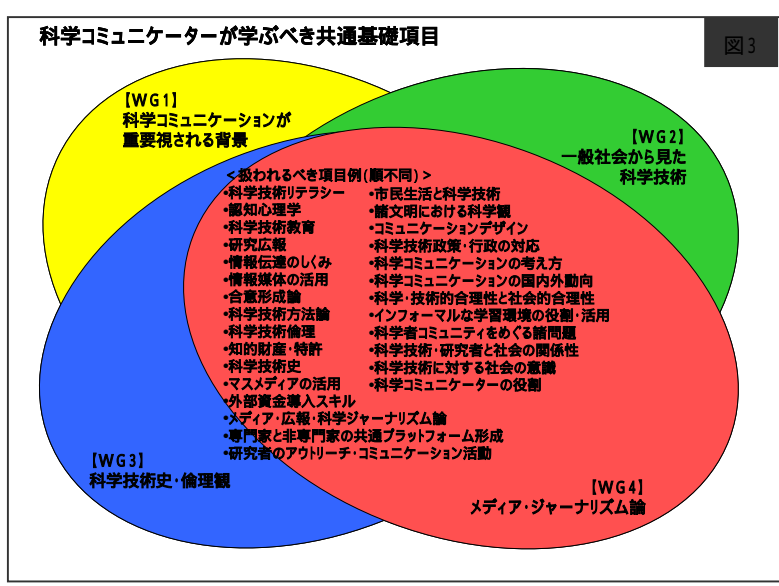 科学コミュニケーターが学ぶべき共通基礎項目
図3
【WG1】
科学コミュニケーションが
重要視される背景
【WG2】
一般社会から見た
科学技術
＜扱われるべき項目例(順不同)＞
・科学技術リテラシー
・認知心理学
・科学技術教育
・研究広報
・情報伝達のしくみ
・情報媒体の活用
・合意形成論
・科学技術方法論
・科学技術倫理
・知的財産・特許
・科学技術史
・マスメディアの活用
・外部資金導入スキル
・メディア・広報・科学ジャーナリズム論
・専門家と非専門家の共通プラットフォーム形成
・研究者のアウトリーチ・コミュニケーション活動
・市民生活と科学技術
・諸文明における科学観
・コミュニケーションデザイン
・科学技術政策・行政の対応
・科学コミュニケーションの考え方
・科学コミュニケーションの国内外動向
・科学・技術的合理性と社会的合理性
・インフォーマルな学習環境の役割・活用
・科学者コミュニティをめぐる諸問題
・科学技術・研究者と社会の関係性
・科学技術に対する社会の意識
・科学コミュニケーターの役割
【WG3】
科学技術史・倫理観
【WG4】
メディア・ジャーナリズム論